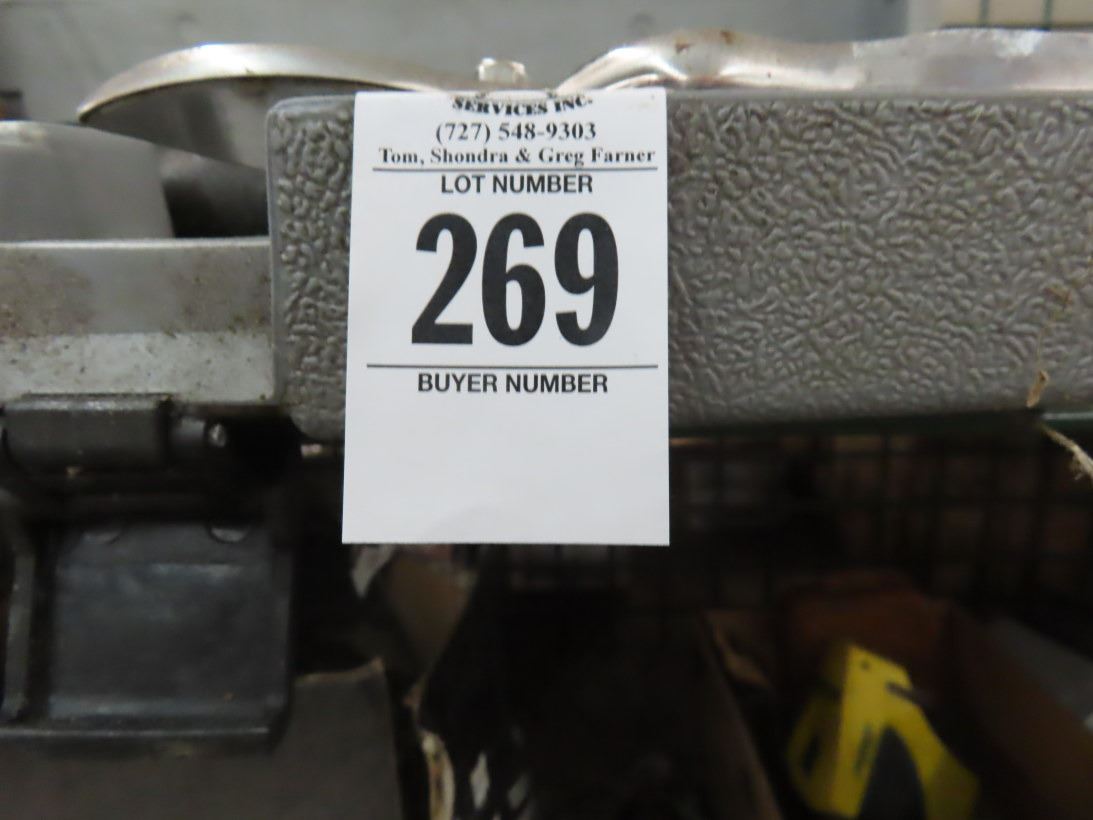 SERVICES INC.
(727) 548-9303
Tom, Shondra & Greg Farner
LOT NUMBER
269
BUYER NUMBER